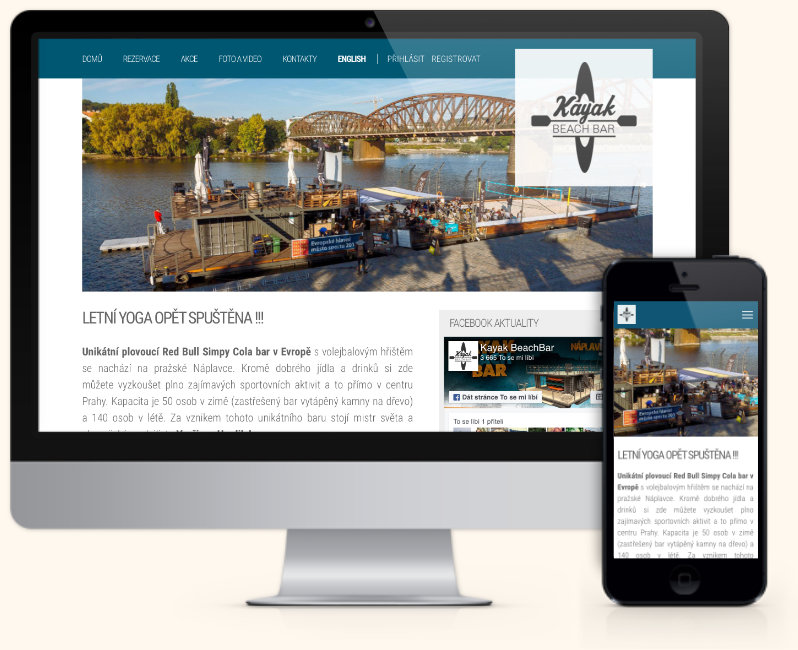 DOMŮ REZERVACE AKCE FOTO A VIDEO KONTAKTY ENGLISH PŘIHLÁSIT REGISTROVAT
Kayak
BEACH BAR
Evropské hlavní
město sportu
LETNÍ YOGA OPĚT SPUŠTĚNA !!!
Unikátní plovoucí Red Bull Simpy Cola bar v Evropě s volejbalovým hřištěm
se nachází na pražské Náplavce. Kromě dobrého jídla a drinků si zde
můžete vyzkoušet plno zajímavých sportovních aktivit a to přímo v centru
Prahy. Kapacita je 50 osob v zimě (zastřešený bar vytápěný kamny na dřevo)
a 140 osob v létě. Za vznikem tohoto unikátního baru stojí mistr světa a
FACEBOOK AKTUALITY
Kayak BeachBar
3 665 To se mi líbí
BAR
Dát stránce To se mi líbí
To se líbí 1 příteli
LETNÍ YOGA OPĚT SPUŠTĚNA !!!
Unikátní plovoucí Red Bull Simpy Cola bar v
Evropě s volejbalovým hřištěm se nachází na
pražské Náplavce. Kromě dobrého jídla a
drinků si zde můžete vyzkoušet plno
zajímavých sportovních aktivit a to přímo v
centru Prahy. Kapacita je 50 osob v zimě
(zastřešený bar vytápěný kamny na dřevo) a
140 osob v létě. Za vznikem tohoto